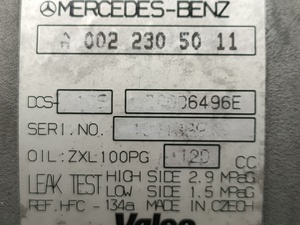 MERCEDES-BENZ
A 002 230 50 11
DCS-
SERI.NO.
OIL:ZXL100PG 120 CC
LEAK TEST HIGH SIDE 2.9 MPaG
LOW SIDE 1.5 MPaG
REF.HFC-134a MADE IN CZECH
Valeo